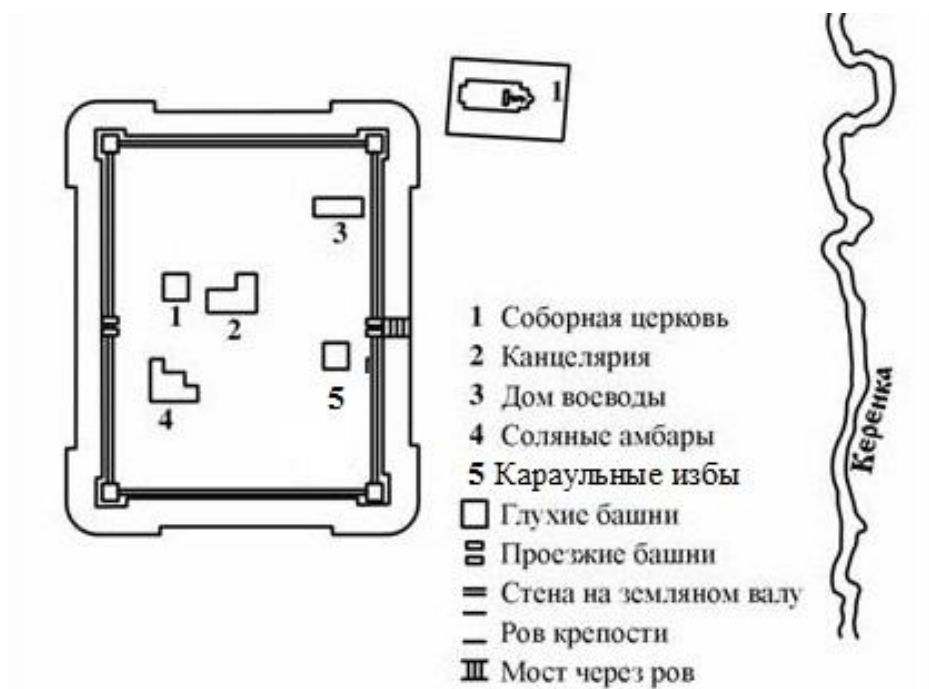 1
3
1
2
5
4
1 Соборная церковь
2 Канцелярия
3 Дом воеводы
4 Соляные амбары
5 Караульные избы
Глухие башни
Проезжие башни
Стена на земляном валу
Ров крепости
Мост через ров
Керенка